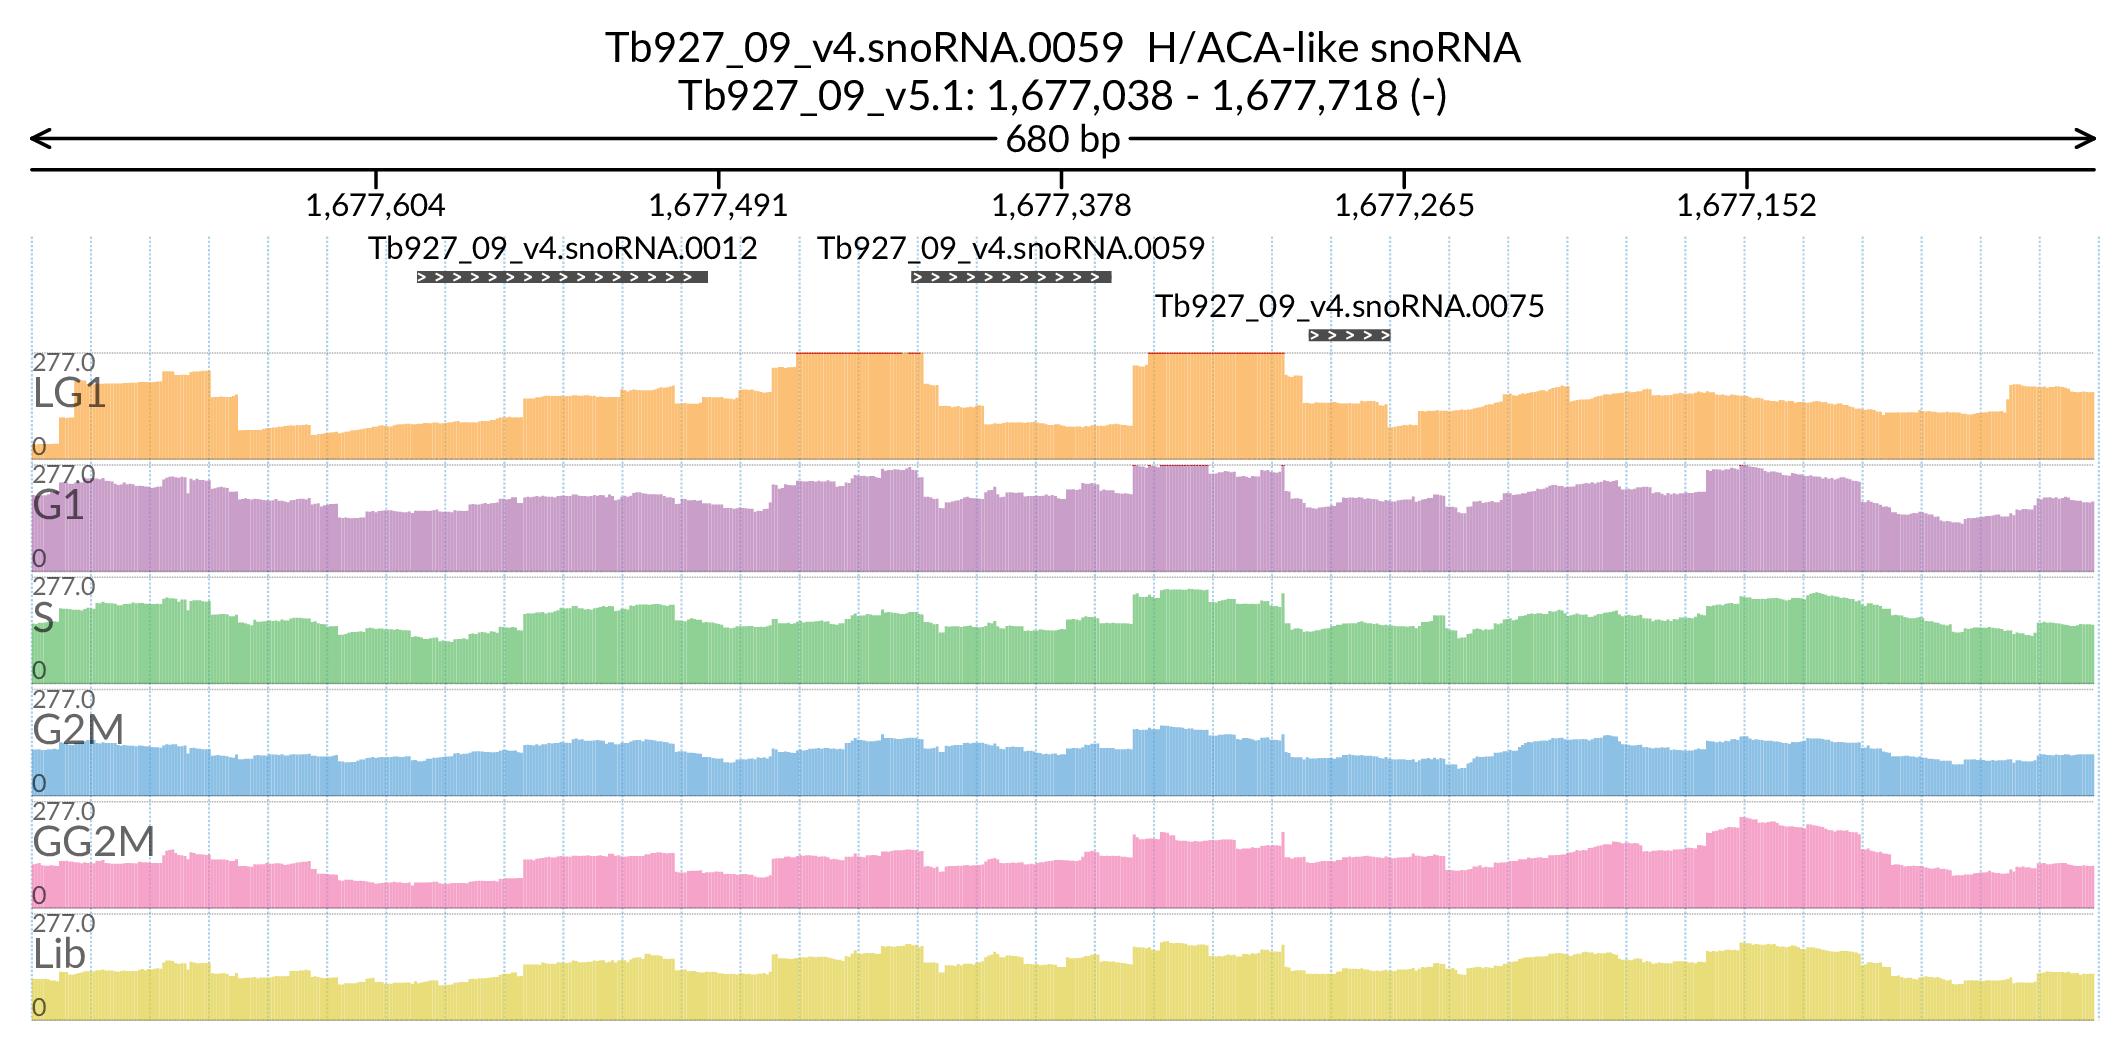 Tb927_09_v4.snoRNA.0059 H/ACA-like snoRNA
Tb927_09_v5.1: 1,677,038 - 1,677,718 (-)
680 bp
1,677,604 1,677,491 1,677,378 1,677,265 1,677,152
Tb927_09_v4.snoRNA.0012 Tb927_09_v4.snoRNA.0059
Tb927_09_v4.snoRNA.0075
277.0
LG1
0
277.0
G1
0
277.0
S
0
277.0
G2M
0
277.0
GG2M
0
277.0
Lib
0